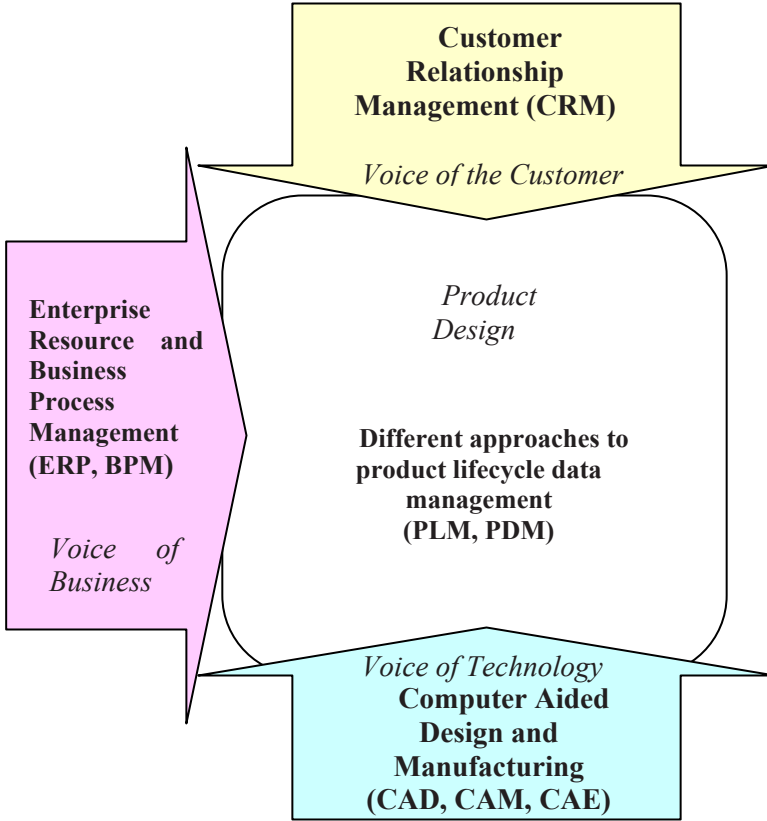 Customer
Relationship
Management (CRM)
Voice of the Customer
Enterprise
Resource and
Business
Process
Management
(ERP, BPM)
Voice of
Business
Product
Design
Different approaches to
product lifecycle data
management
(PLM, PDM)
Voice of Technology
Computer Aided
Design and
Manufacturing
(CAD, CAM, CAE)